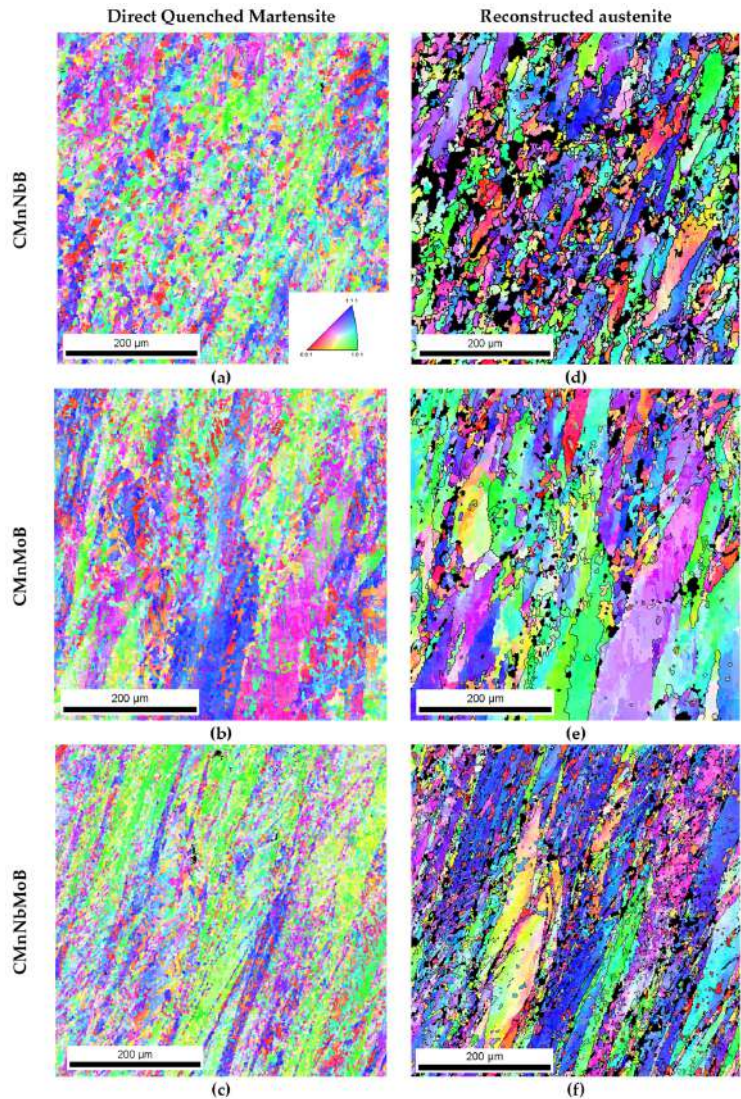 Direct Quenched Martensite
Reconstructed austenite
CMnNbB
200 µm
111
001
101
200 µm
(a)
(d)
CMnMoB
200 µm
200 µm
(b)
(e)
CMnNbMoB
200 µm
200 µm
(c)
(f)